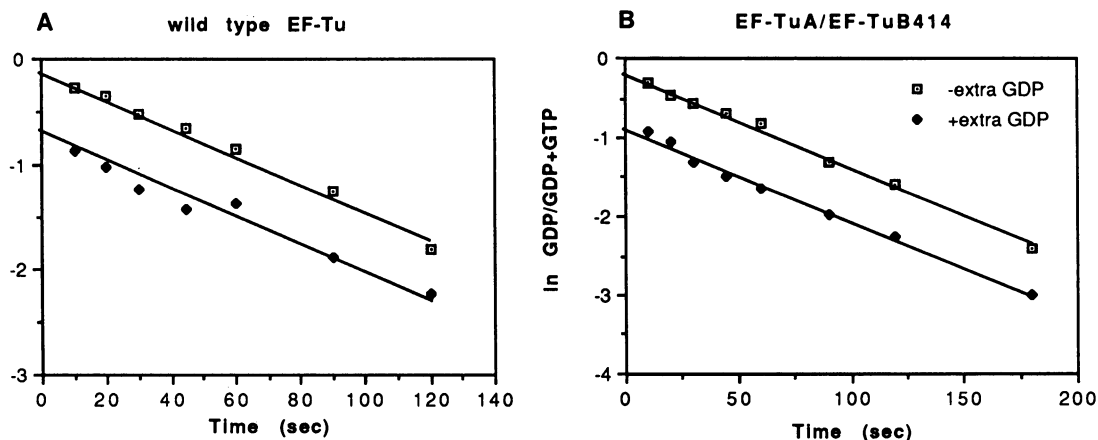 A
wild type EF-Tu
0
-1
-2
-3
0 20 40 60 80 100 120 140
Time (sec)
B
EF-TuA/EF-TuB414
ln GDP/GDP+GTP
0
-1
-2
-3
-4
-extra GDP
+extra GDP
0 50 100 150 200
Time (sec)